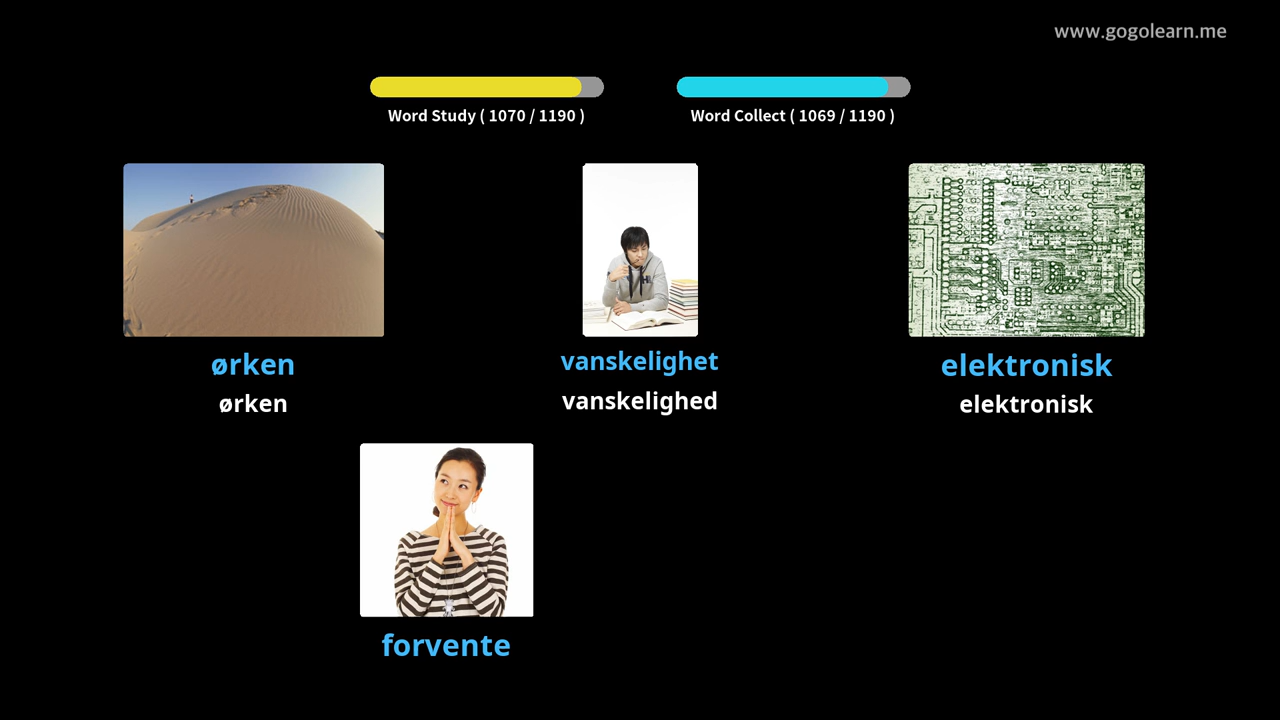 www.gogolearn.me
Word Study ( 1070 / 1190 )
Word Collect ( 1069 / 1190 )
ørken
ørken
vanskelighet
vanskelighed
elektronisk
elektronisk
forvente